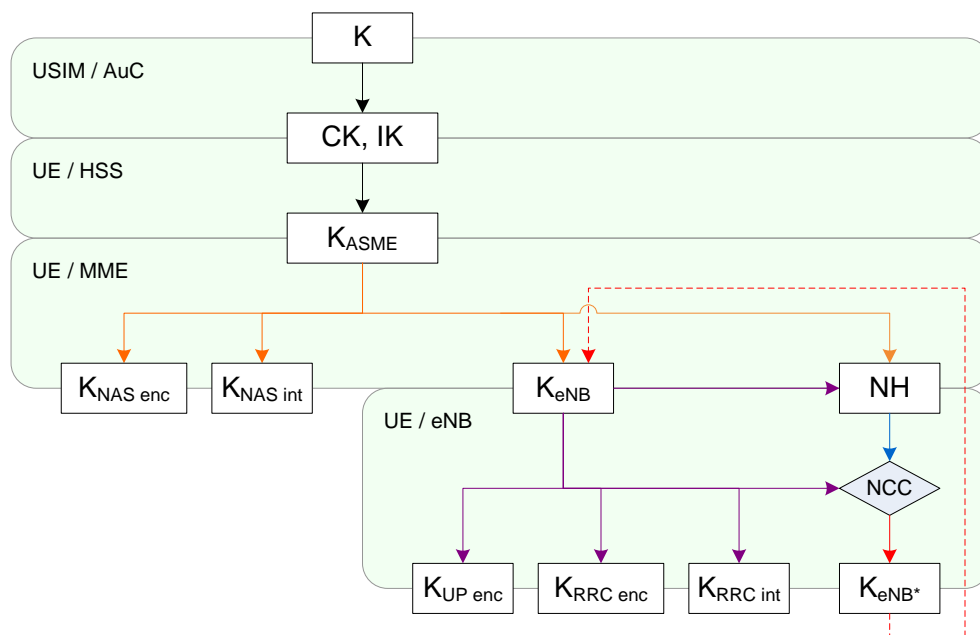 K
USIM / AuC
CK, IK
UE / HSS
KASME
UE / MME
KNAS enc
KNAS int
KeNB
NH
UE / eNB
NCC
KUP enc
KRRC enc
KRRC int
KeNB*